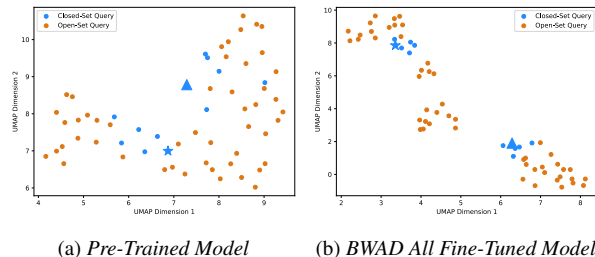 Closed-Set Query
Open-Set Query
UMAP Dimension 2
10
9
8
7
6
4
5
6
7
8
9
UMAP Dimension 1
(a) Pre-Trained Model
Closed-Set Query
Open-Set Query
UMAP Dimension 2
10
8
6
4
2
0
2
3
4
5
6
7
8
UMAP Dimension 1
(b) BWAD All Fine-Tuned Model